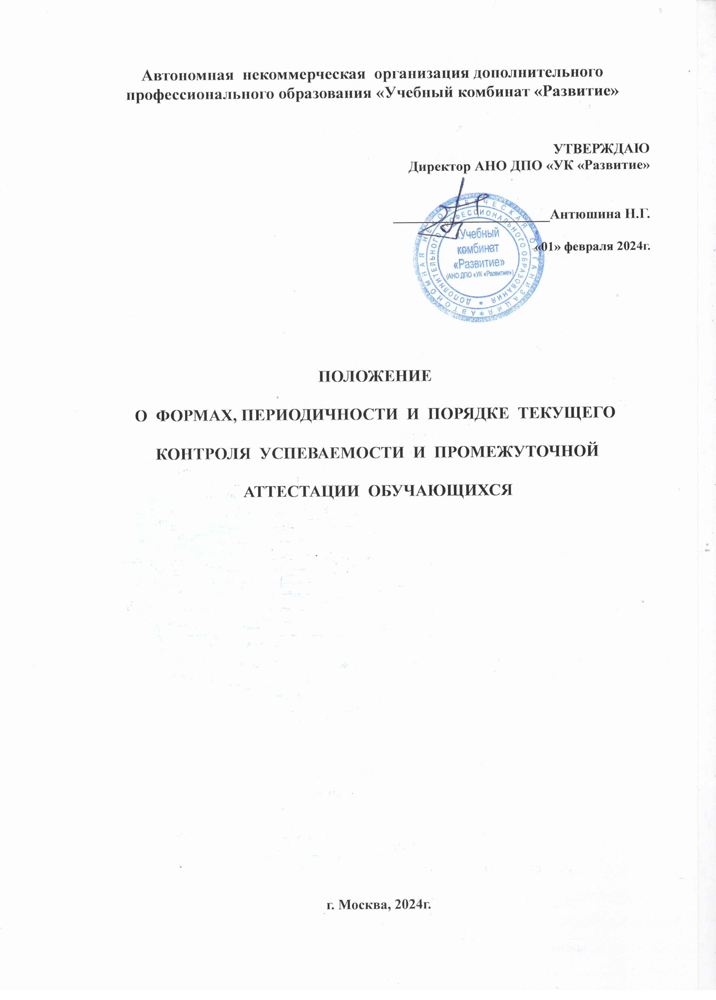 Автономная некоммерческая организация дополнительного
профессионального образования «Учебный комбинат «Развитие»
УТВЕРЖДАЮ
Директор АНО ДПО «УК «Развитие»
Антюшина Н.Г.
«01» февраля 2024г.
АВТОНОМНАЯ НЕКОММЕРЧЕСКАЯ ОРГАНИЗАЦИЯ *
ДОПОЛНИТЕЛЬНОГО ПРОФЕССИОНАЛЬНОГО ОБРАЗОВАНИЯ *
«Учебный
комбинат
«Развитие»
(АНО ДПО «УК «Развитие»)
ПОЛОЖЕНИЕ
О ФОРМАХ, ПЕРИОДИЧНОСТИ И ПОРЯДКЕ ТЕКУЩЕГО
КОНТРОЛЯ УСПЕВАЕМОСТИ И ПРОМЕЖУТОЧНОЙ
АТТЕСТАЦИИ ОБУЧАЮЩИХСЯ
г. Москва, 2024г.